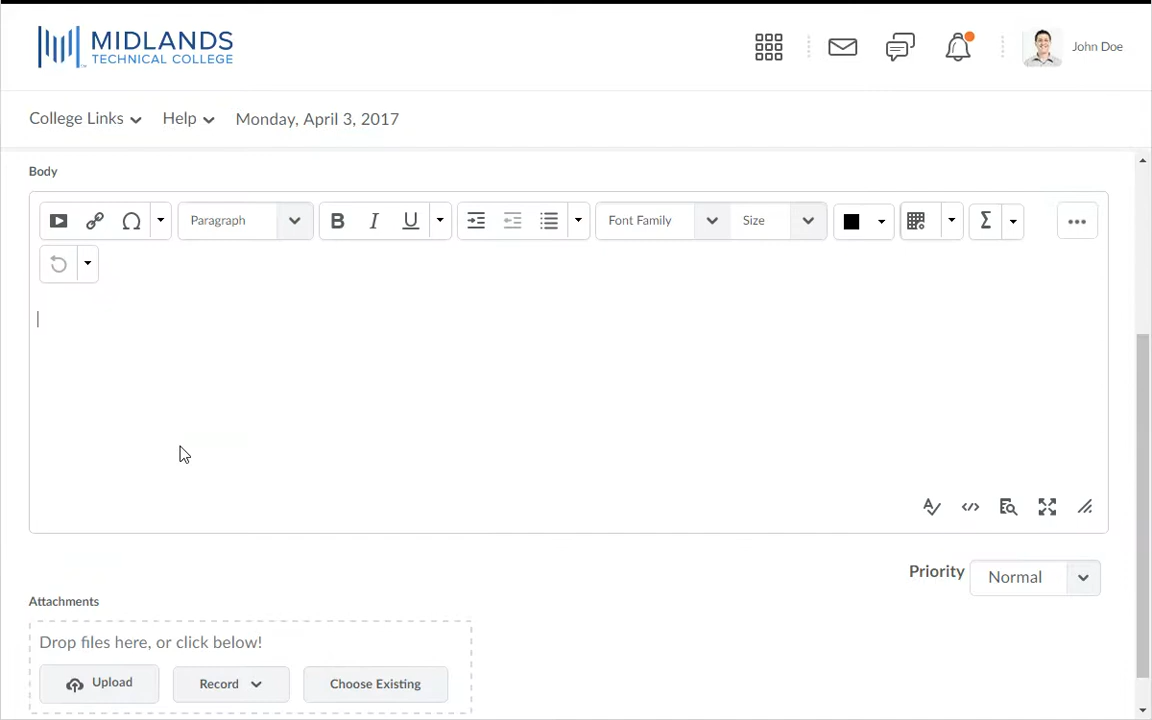 MIDLANDS
TECHNICAL COLLEGE
John Doe
College Links
Help
Monday, April 3, 2017
Body
Paragraph
B
I
U
Font Family
Size
Priority
Normal
Attachments
Drop files here, or click below!
Upload
Record
Choose Existing